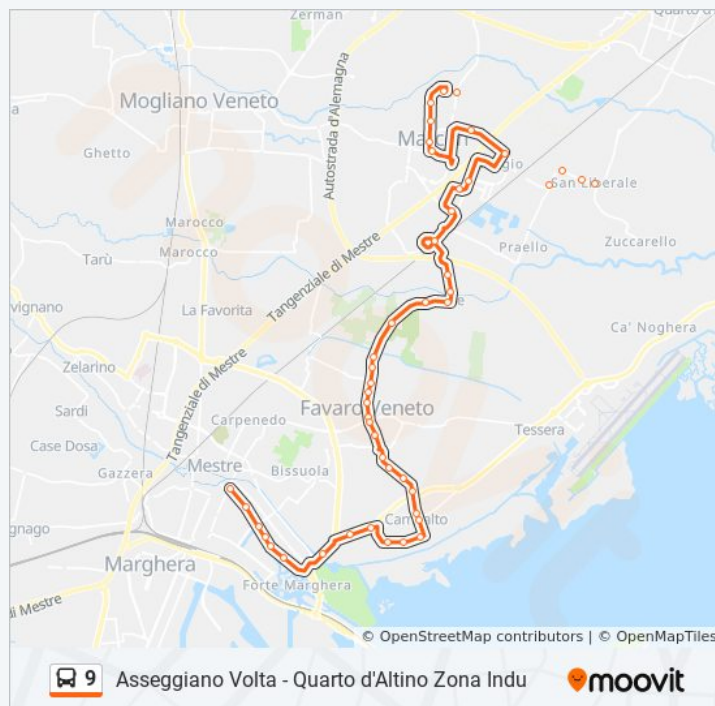 Zerman
Quarto d
Mogliano Veneto
Autostrada d'Alemagna
Ghetto
San Liberale
Marocco
Marocco
Praello
Zuccarello
Tarù
Tangenziale di Mestre
vignano
La Favorita
Ca' Noghera
Zelarino
Tangenziale di Mestre
Sardi
Favaro Veneto
Carpenedo
Tessera
Case Dosa
Gazzera
Mestre
Bissuola
gnago
Campalto
Marghera
Forte Marghera
di Mestre
© OpenStreetMap contributors | © OpenMapTiles
9 Asseggiano Volta - Quarto d'Altino Zona Indu
moovit